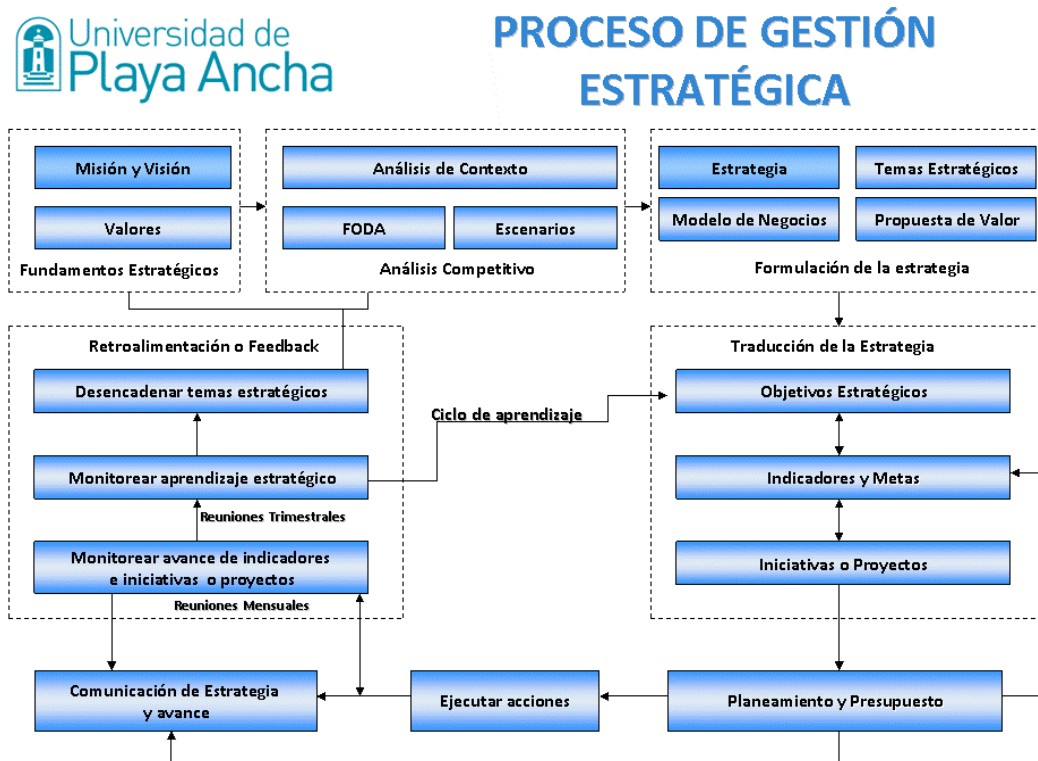 Universidad de
Playa Ancha
PROCESO DE GESTIÓN
ESTRATÉGICA
Misión y Visión
Valores
Fundamentos Estratégicos
Análisis de Contexto
FODA
Escenarios
Análisis Competitivo
Estrategia
Temas Estratégicos
Modelo de Negocios
Propuesta de Valor
Formulación de la estrategia
Retroalimentación o Feedback
Desencadenar temas estratégicos
Monitorear aprendizaje estratégico
Reuniones Trimestrales
Monitorear avance de indicadores
e iniciativas o proyectos
Reuniones Mensuales
Ciclo de aprendizaje
Traducción de la Estrategia
Objetivos Estratégicos
Indicadores y Metas
Iniciativas o Proyectos
Comunicación de Estrategia
y avance
Ejecutar acciones
Planeamiento y Presupuesto